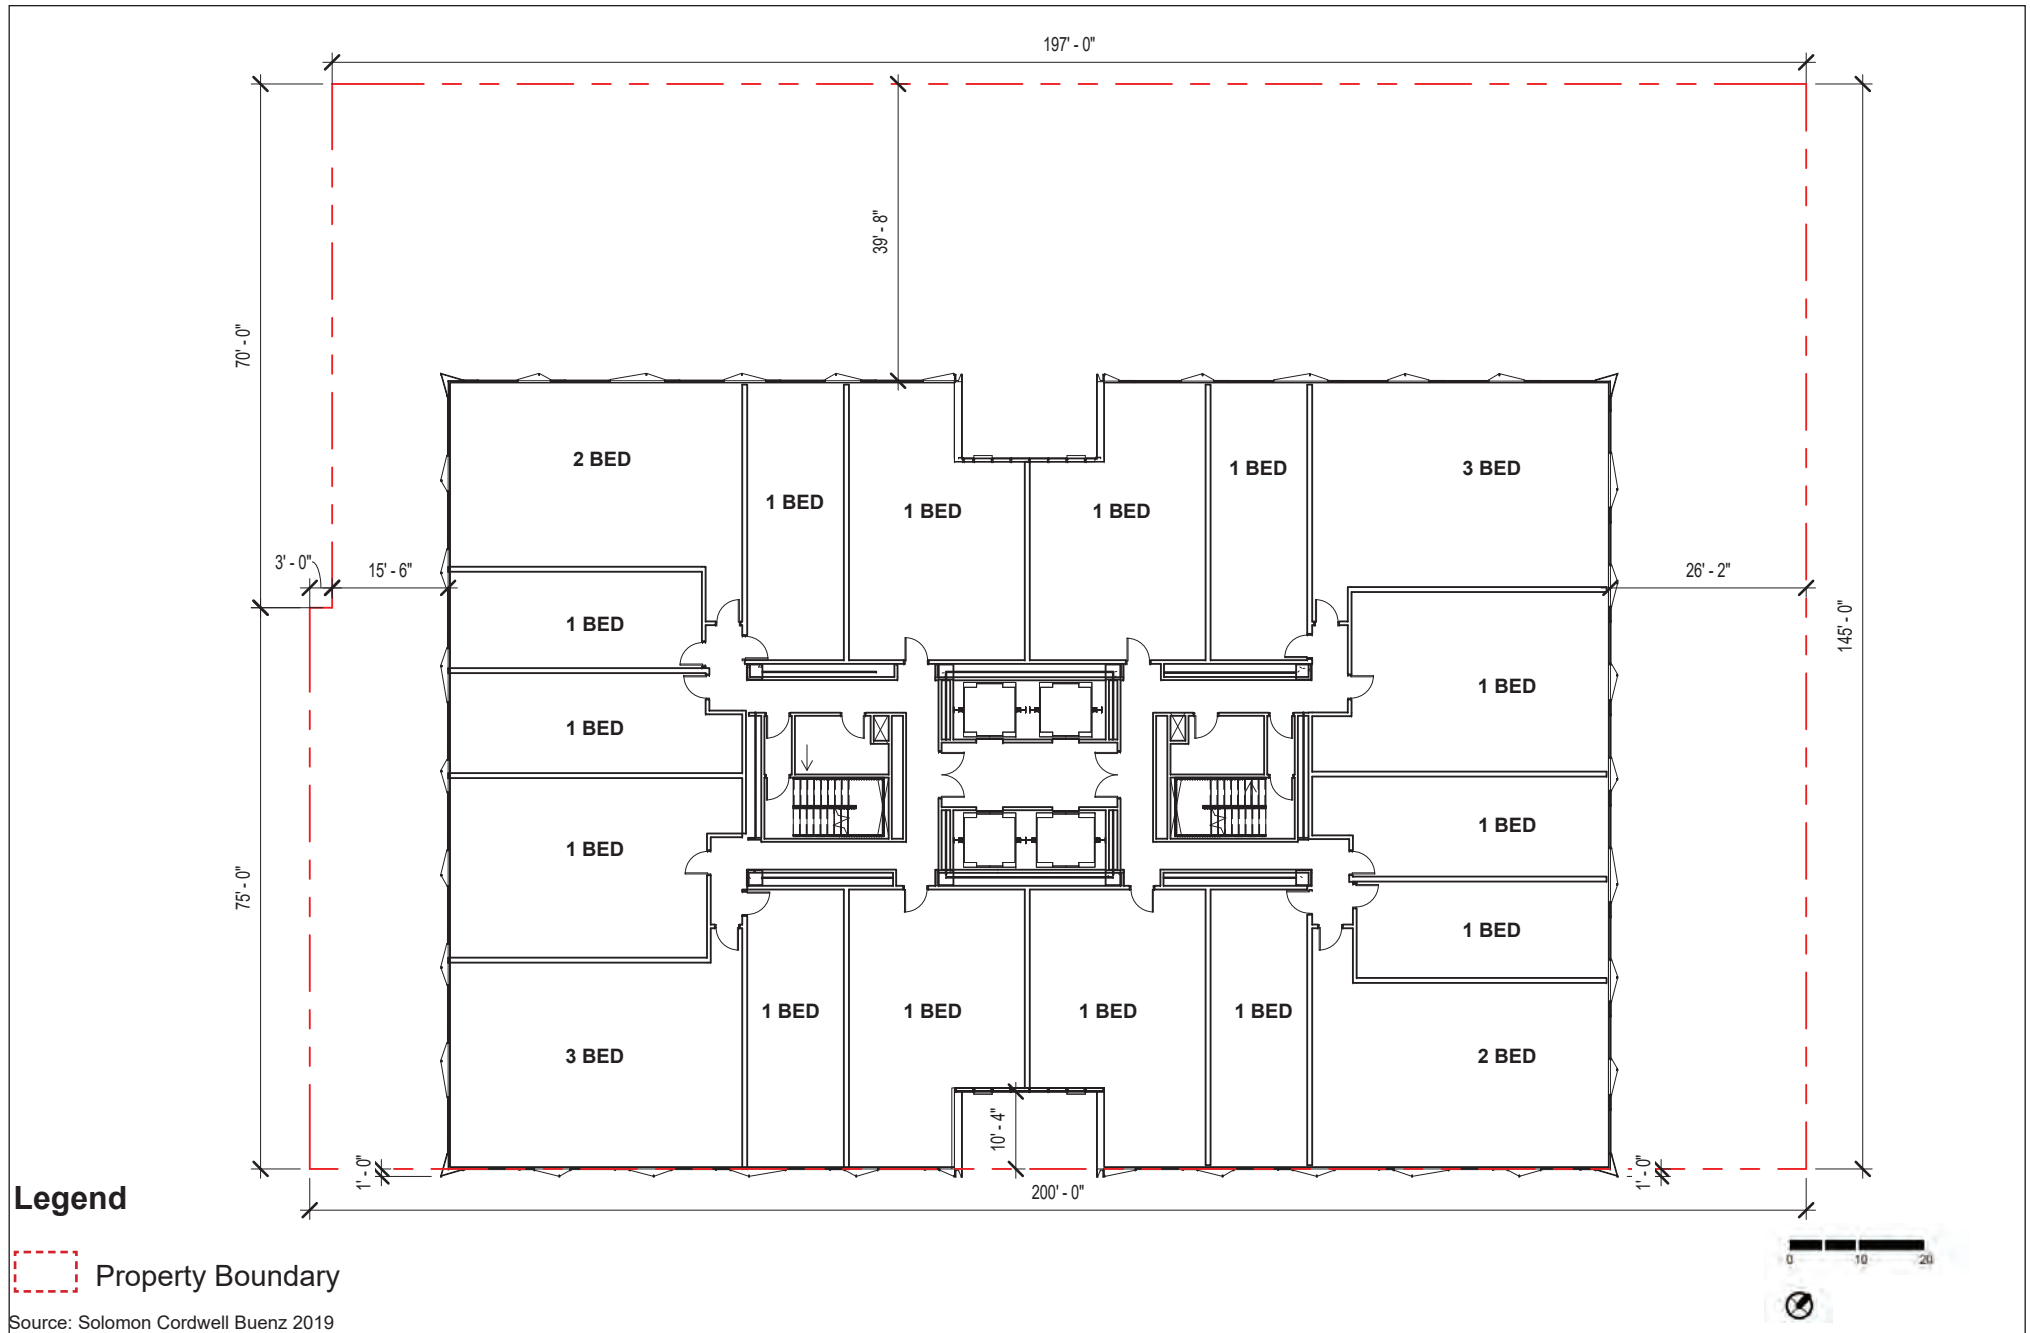 197' - 0"
39' - 8"
70' - 0"
2 BED
1 BED
1 BED
1 BED
1 BED
3 BED
3' - 0"
15' - 6"
26' - 2"
145' - 0"
1 BED
1 BED
1 BED
1 BED
1 BED
1 BED
75' - 0"
1 BED
1 BED
1 BED
1 BED
3 BED
2 BED
10' - 4"
1' - 0"
1' - 0"
200' - 0"
Legend
Property Boundary
0 10 20
Source: Solomon Cordwell Buenz 2019